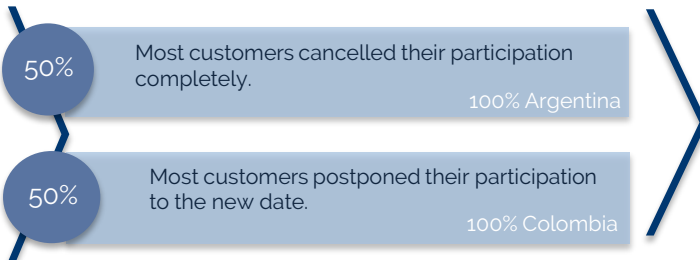 50%
Most customers cancelled their participation
completely.
100% Argentina
50%
Most customers postponed their participation
to the new date.
100% Colombia